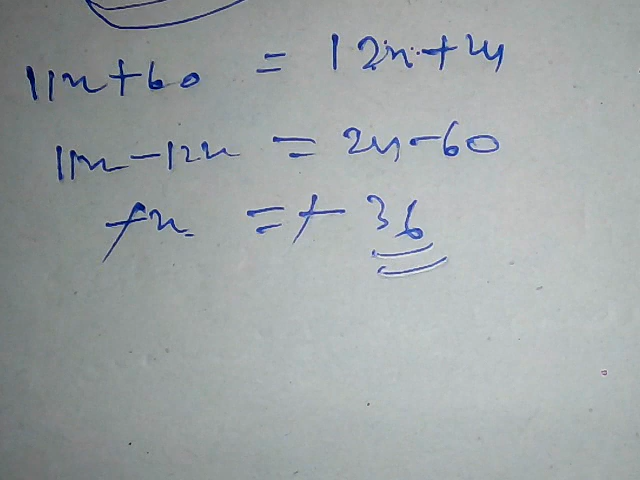 11x+60 = 12x+24
11x-12x = 24-60
-x = -36